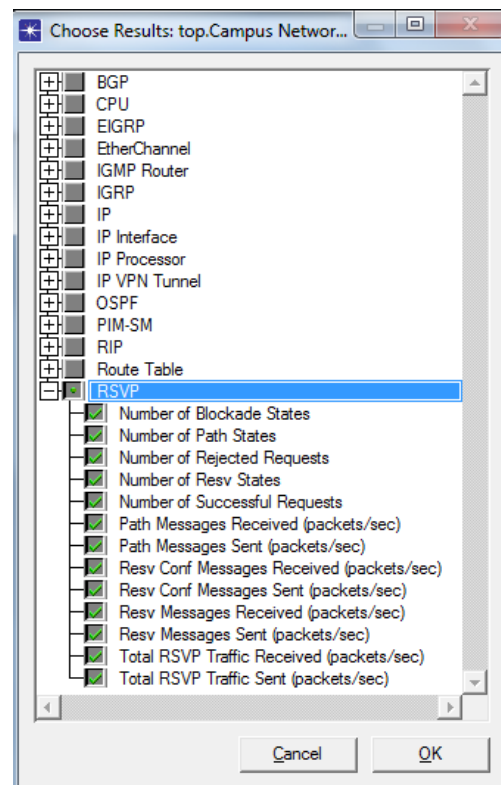 Choose Results: top.Campus Networ...
BGP
CPU
EIGRP
EtherChannel
IGMP Router
IGRP
IP
IP Interface
IP Processor
IP VPN Tunnel
OSPF
PIM-SM
RIP
Route Table
RSVP
Number of Blockade States
Number of Path States
Number of Rejected Requests
Number of Resv States
Number of Successful Requests
Path Messages Received (packets/sec)
Path Messages Sent (packets/sec)
Resv Conf Messages Received (packets/sec)
Resv Conf Messages Sent (packets/sec)
Resv Messages Received (packets/sec)
Resv Messages Sent (packets/sec)
Total RSVP Traffic Received (packets/sec)
Total RSVP Traffic Sent (packets/sec)
Cancel OK